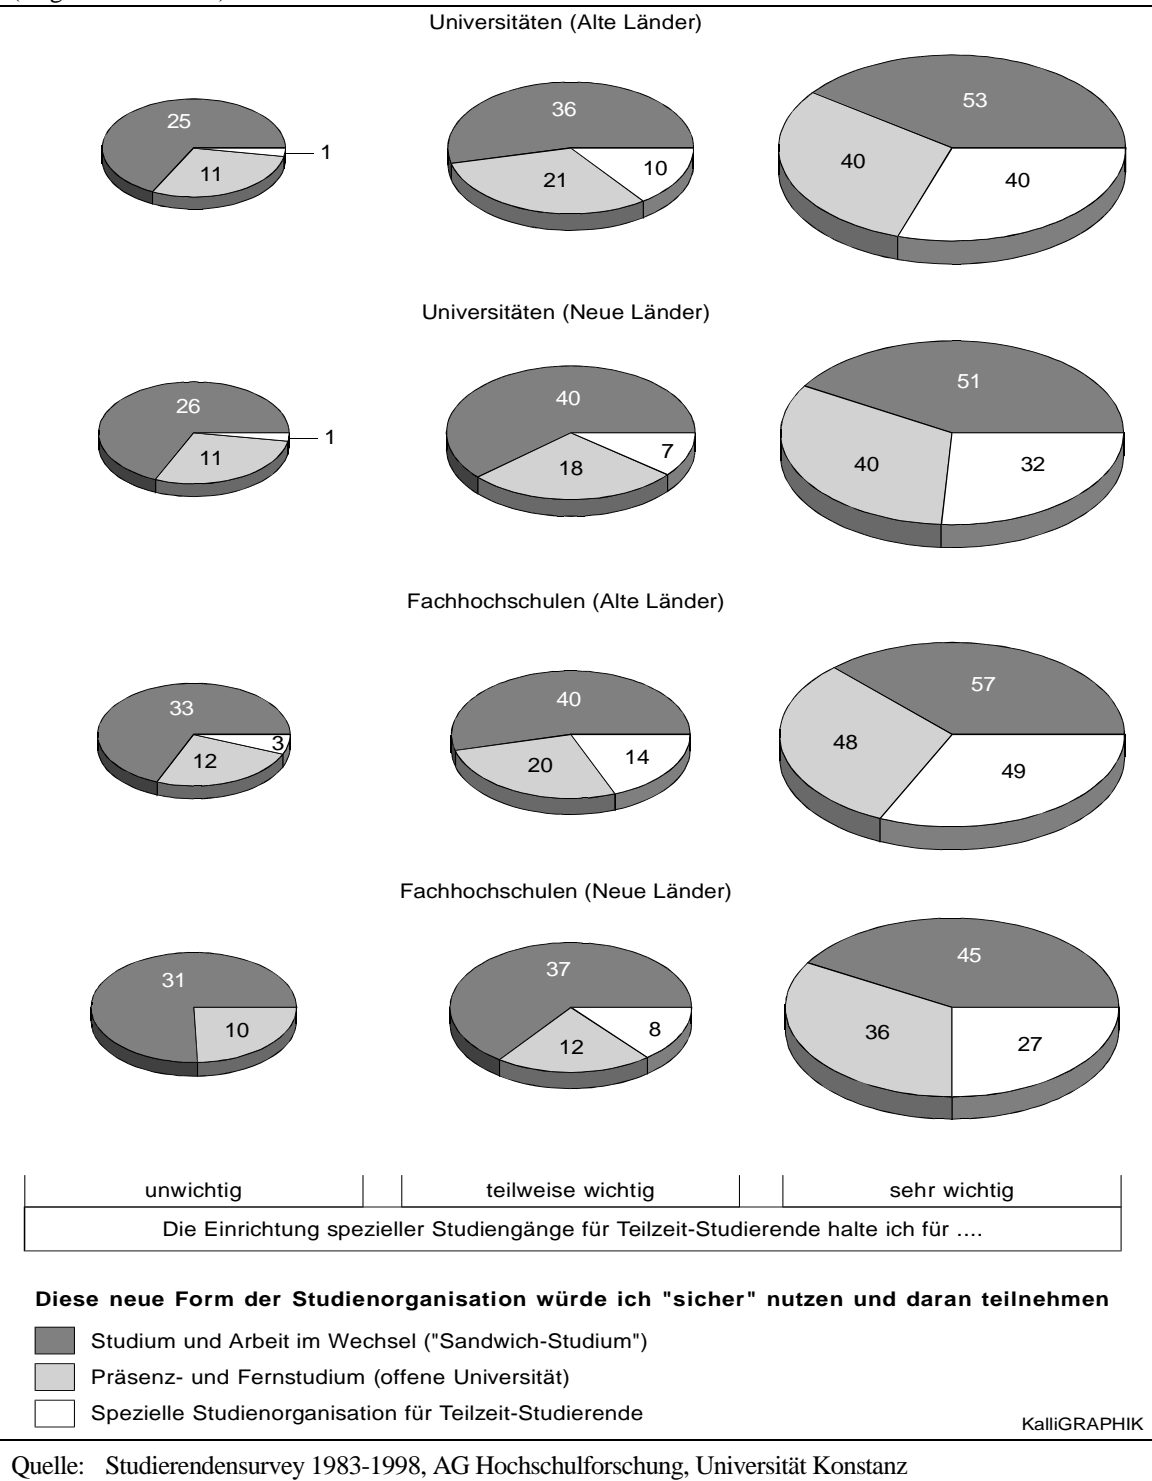 Universitäten (Alte Länder)
25
1
11
36
10
21
53
40
40
Universitäten (Neue Länder)
26
1
11
40
7
18
51
40
32
Fachhochschulen (Alte Länder)
33
3
12
40
14
20
57
48
49
Fachhochschulen (Neue Länder)
31
10
37
8
12
45
36
27
unwichtig teilweise wichtig sehr wichtig
Die Einrichtung spezieller Studiengänge für Teilzeit-Studierende halte ich für ....
Diese neue Form der Studienorganisation würde ich "sicher" nutzen und daran teilnehmen
Studium und Arbeit im Wechsel ("Sandwich-Studium")
Präsenz- und Fernstudium (offene Universität)
Spezielle Studienorganisation für Teilzeit-Studierende
KalliGRAPHIK
Quelle: Studierendensurvey 1983-1998, AG Hochschulforschung, Universität Konstanz